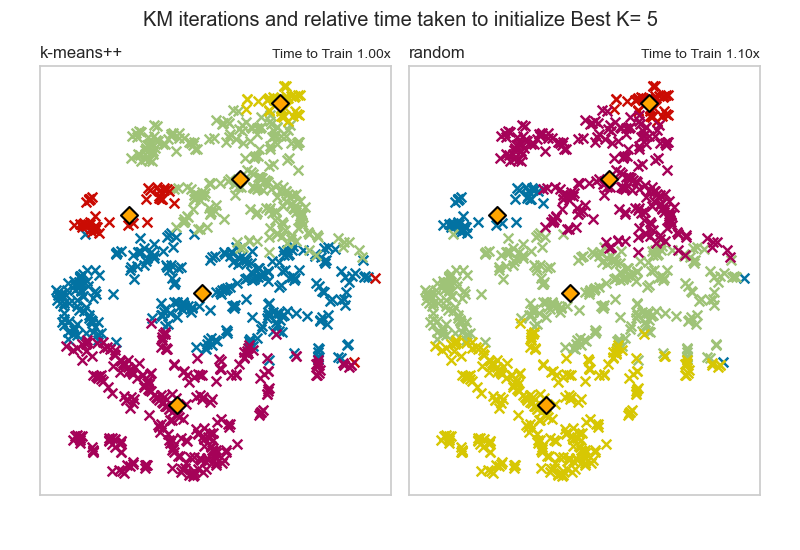 KM iterations and relative time taken to initialize Best K= 5
k-means++ Time to Train 1.00x
random Time to Train 1.10x